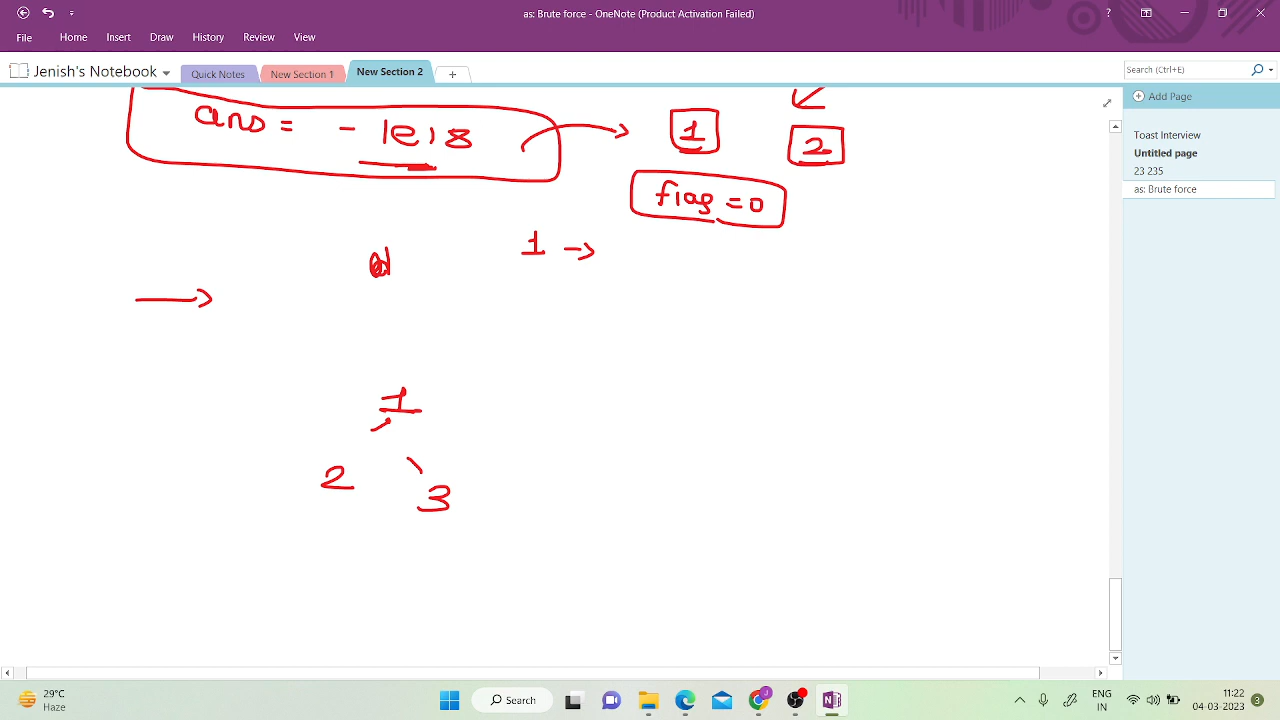 as: Brute force - OneNote (Product Activation Failed)
?
File Home Insert Draw History Review View
Jenish's Notebook
Quick Notes
New Section 1
New Section 2
+
Search (Ctrl+E)
Add Page
Toast Interview
Untitled page
23 235
as: Brute force
ans = - 1e18
1
2
flag = 0
1 →
1
2
3
29°C
Haze
Search
ENG
IN
11:22
04-03-2023
3